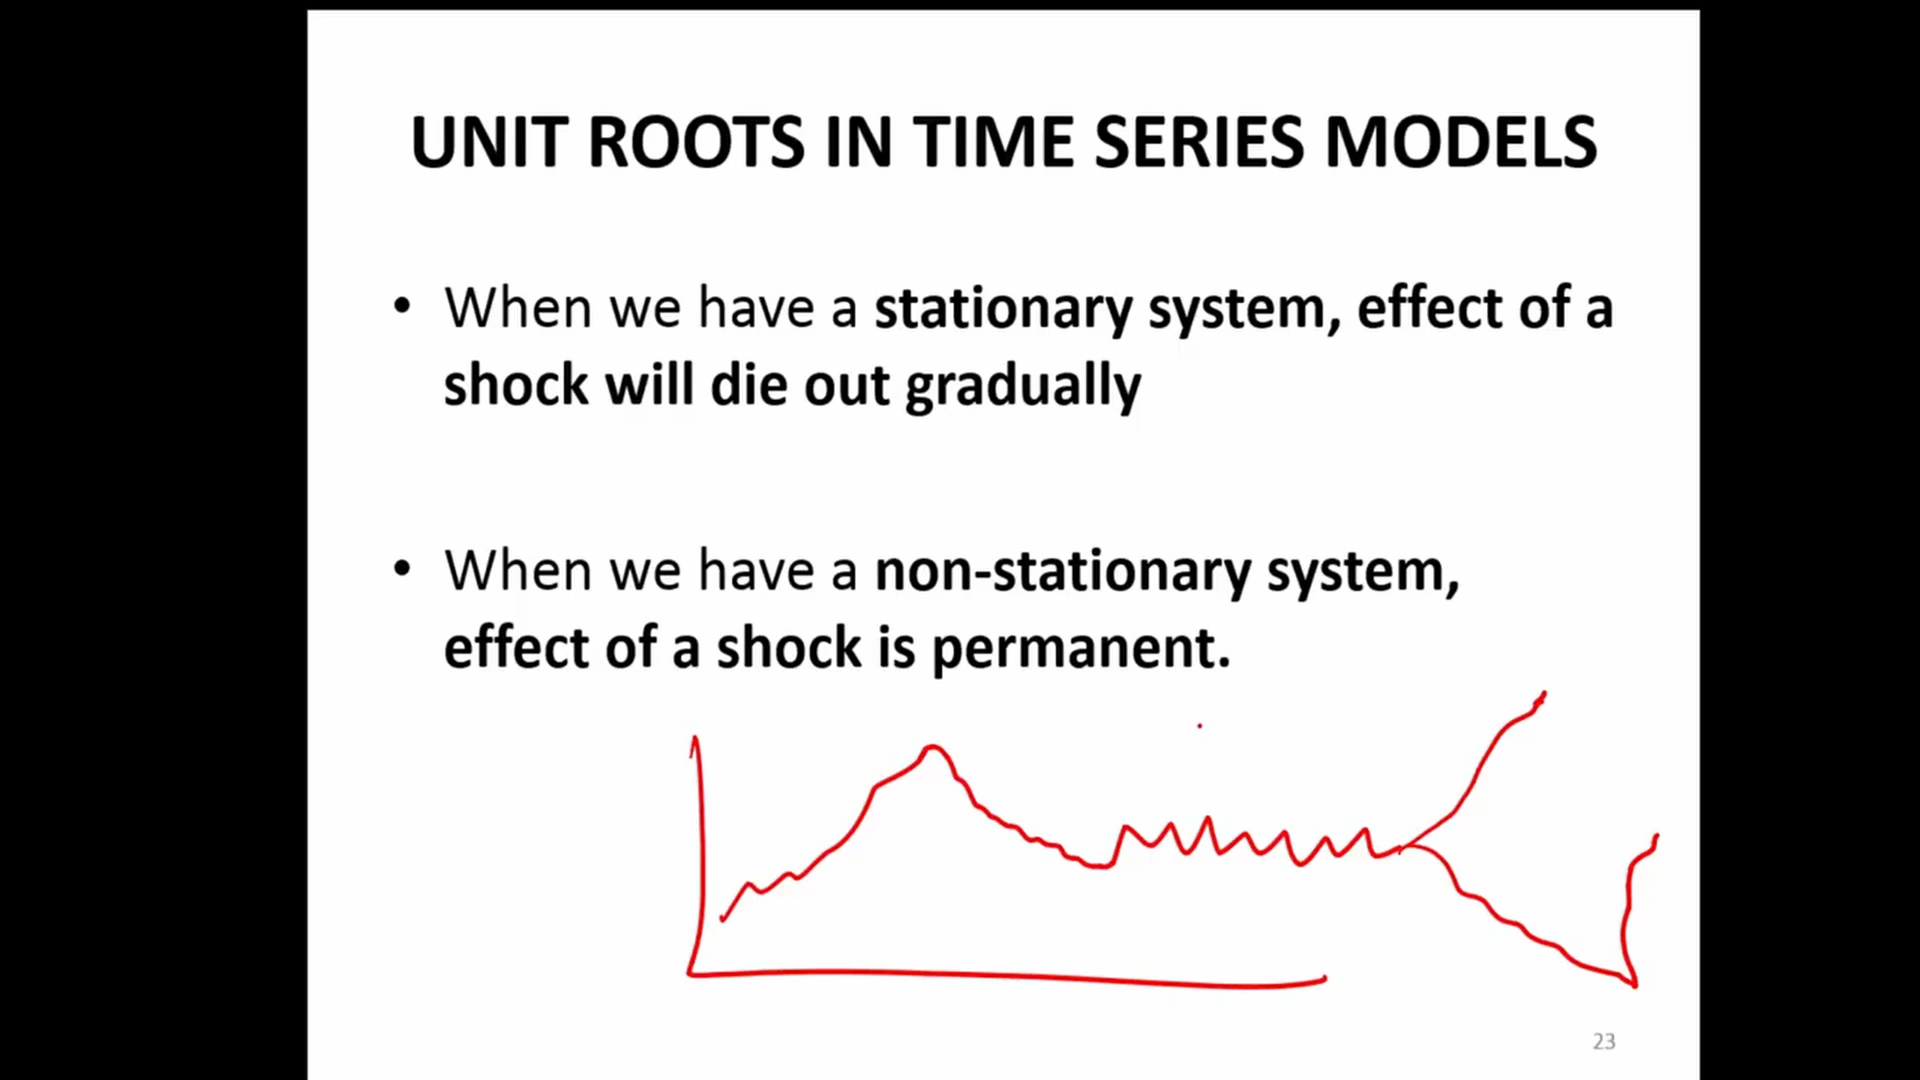 UNIT ROOTS IN TIME SERIES MODELS
• When we have a stationary system, effect of a
shock will die out gradually
• When we have a non-stationary system,
effect of a shock is permanent.
23